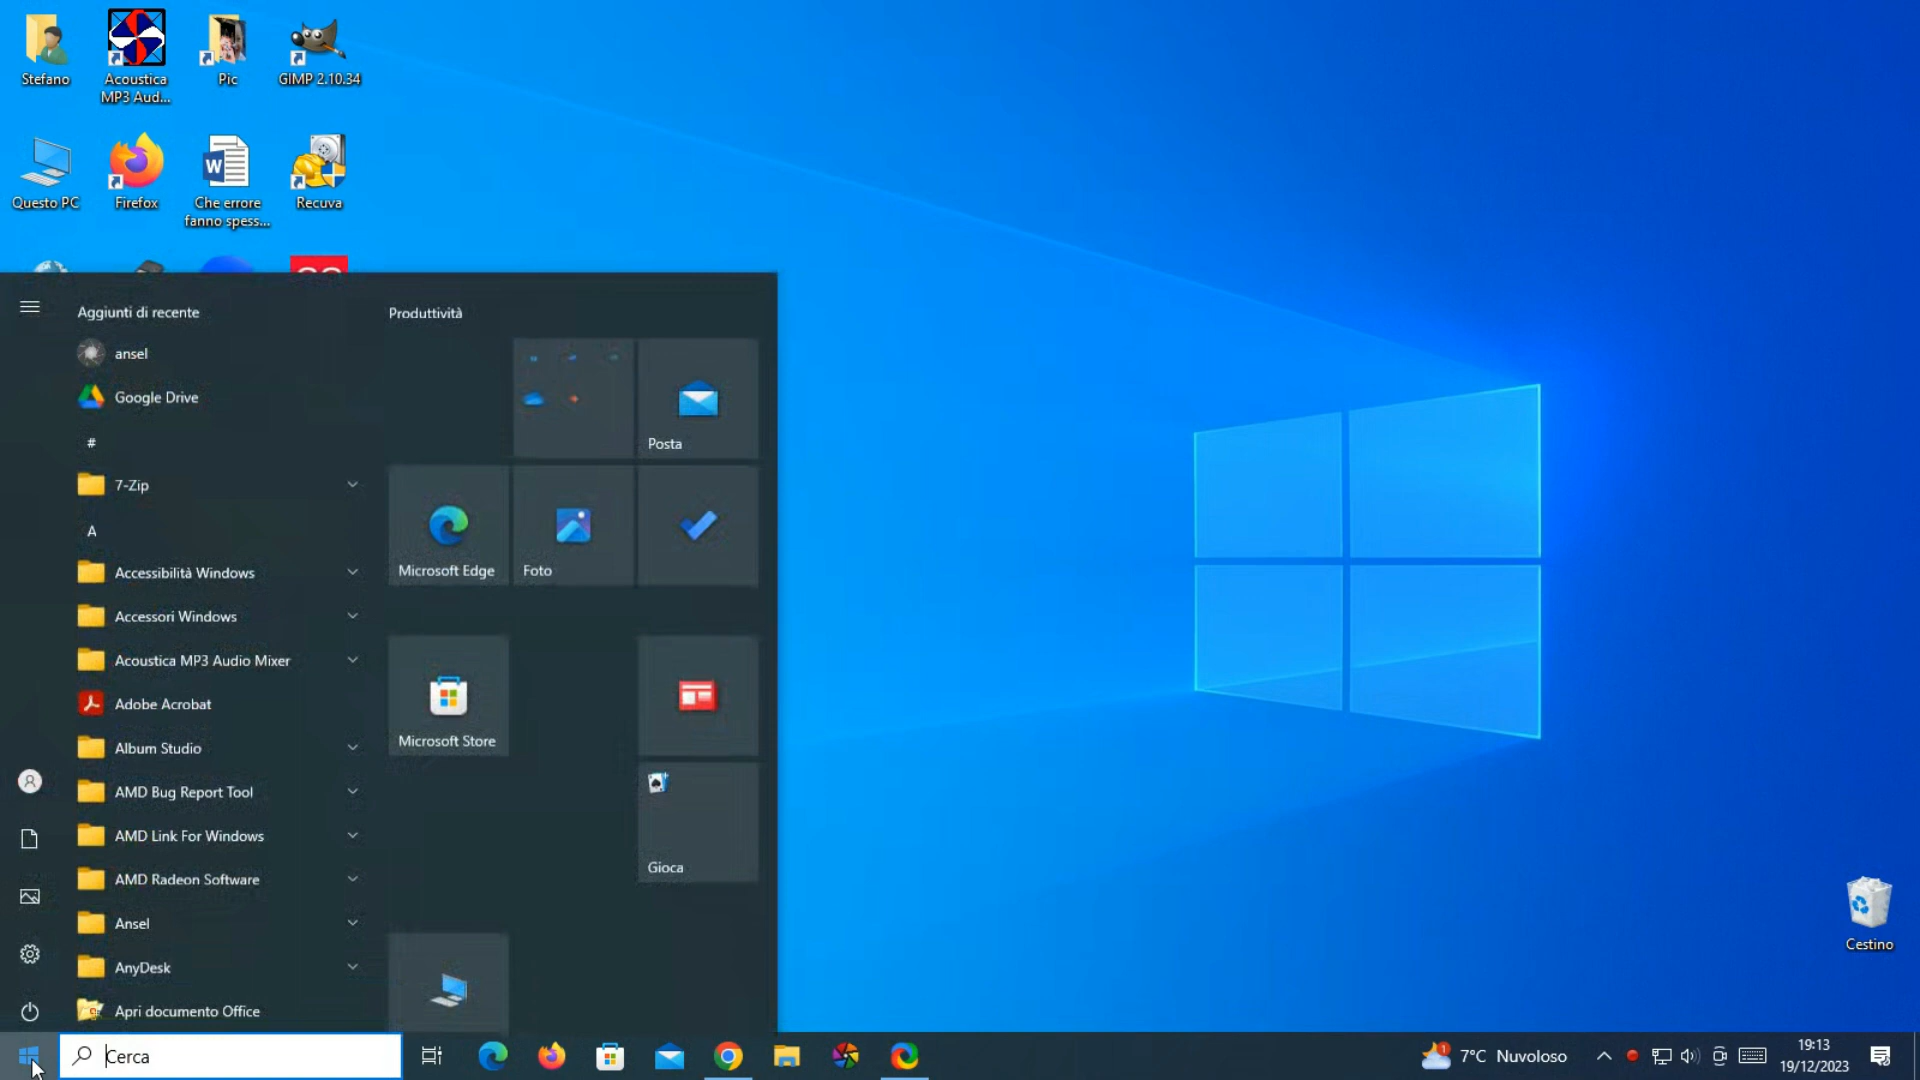 Stefano
Acoustica
MP3 Aud...
Pic
GIMP 2.10.34
Questo PC
Firefox
Che errore
fanno spess...
Recuva
Aggiunti di recente
ansel
Google Drive
#
7-Zip
A
Accessibilità Windows
Accessori Windows
Acoustica MP3 Audio Mixer
Adobe Acrobat
Album Studio
AMD Bug Report Tool
AMD Link For Windows
AMD Radeon Software
Ansel
AnyDesk
Apri documento Office
Produttività
Posta
Microsoft Edge
Foto
Microsoft Store
Gioca
Cestino
Cerca
7°C Nuvoloso
19:13
19/12/2023